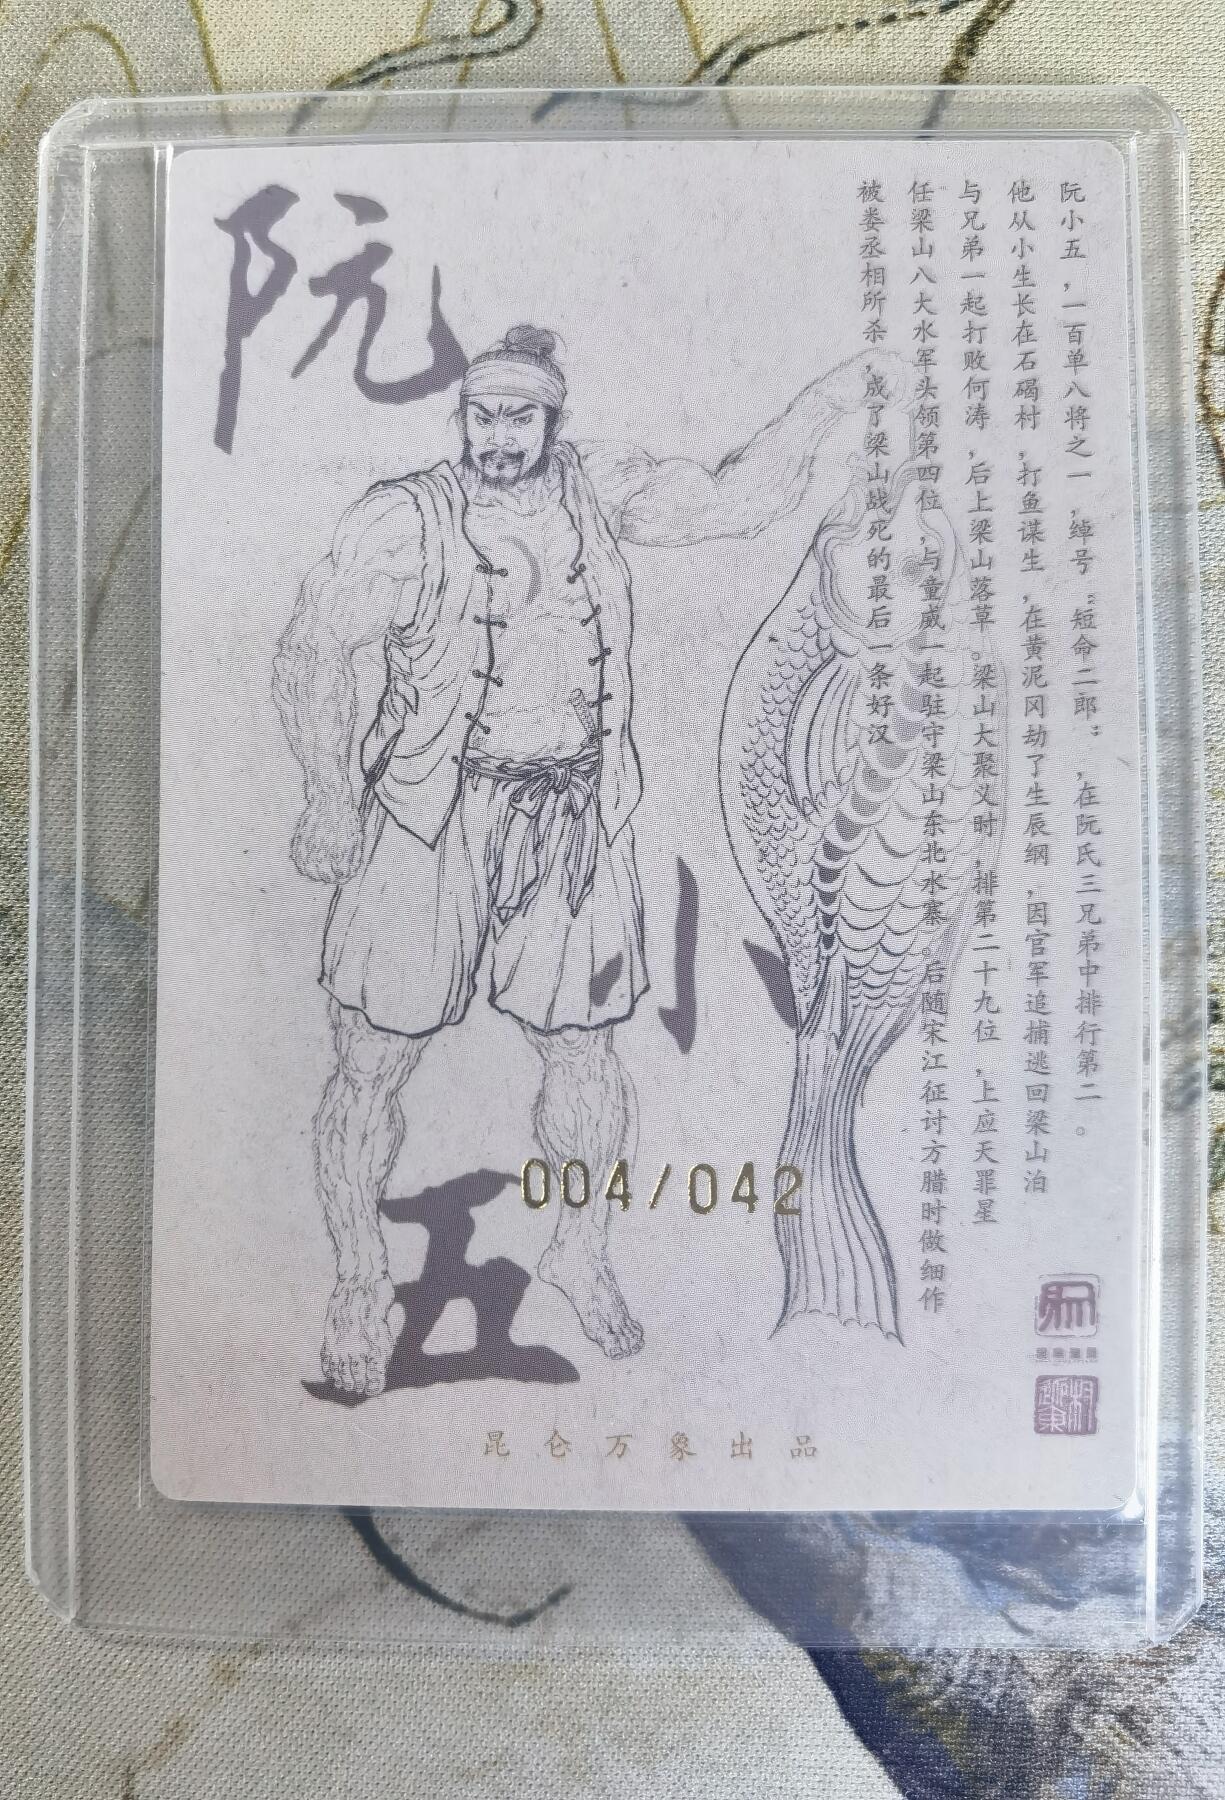 阮小五
阮小五,一百单八将之一,绰号“短命二郎”,在阮氏三兄弟中排行第二。
他从小生长在石碣村,打鱼谋生,在黄泥冈劫了生辰纲,因官军追捕逃回梁山泊
与兄弟一起打败何涛,后上梁山落草。梁山大聚义时,排第二十九位,上应天罪星
任梁山八大水军头领第四位,与童威一起驻守梁山东北水寨。后随宋江征讨方腊时做细作
被娄丞相所杀,成了梁山战死的最后一条好汉
004/042
昆仑万象出品